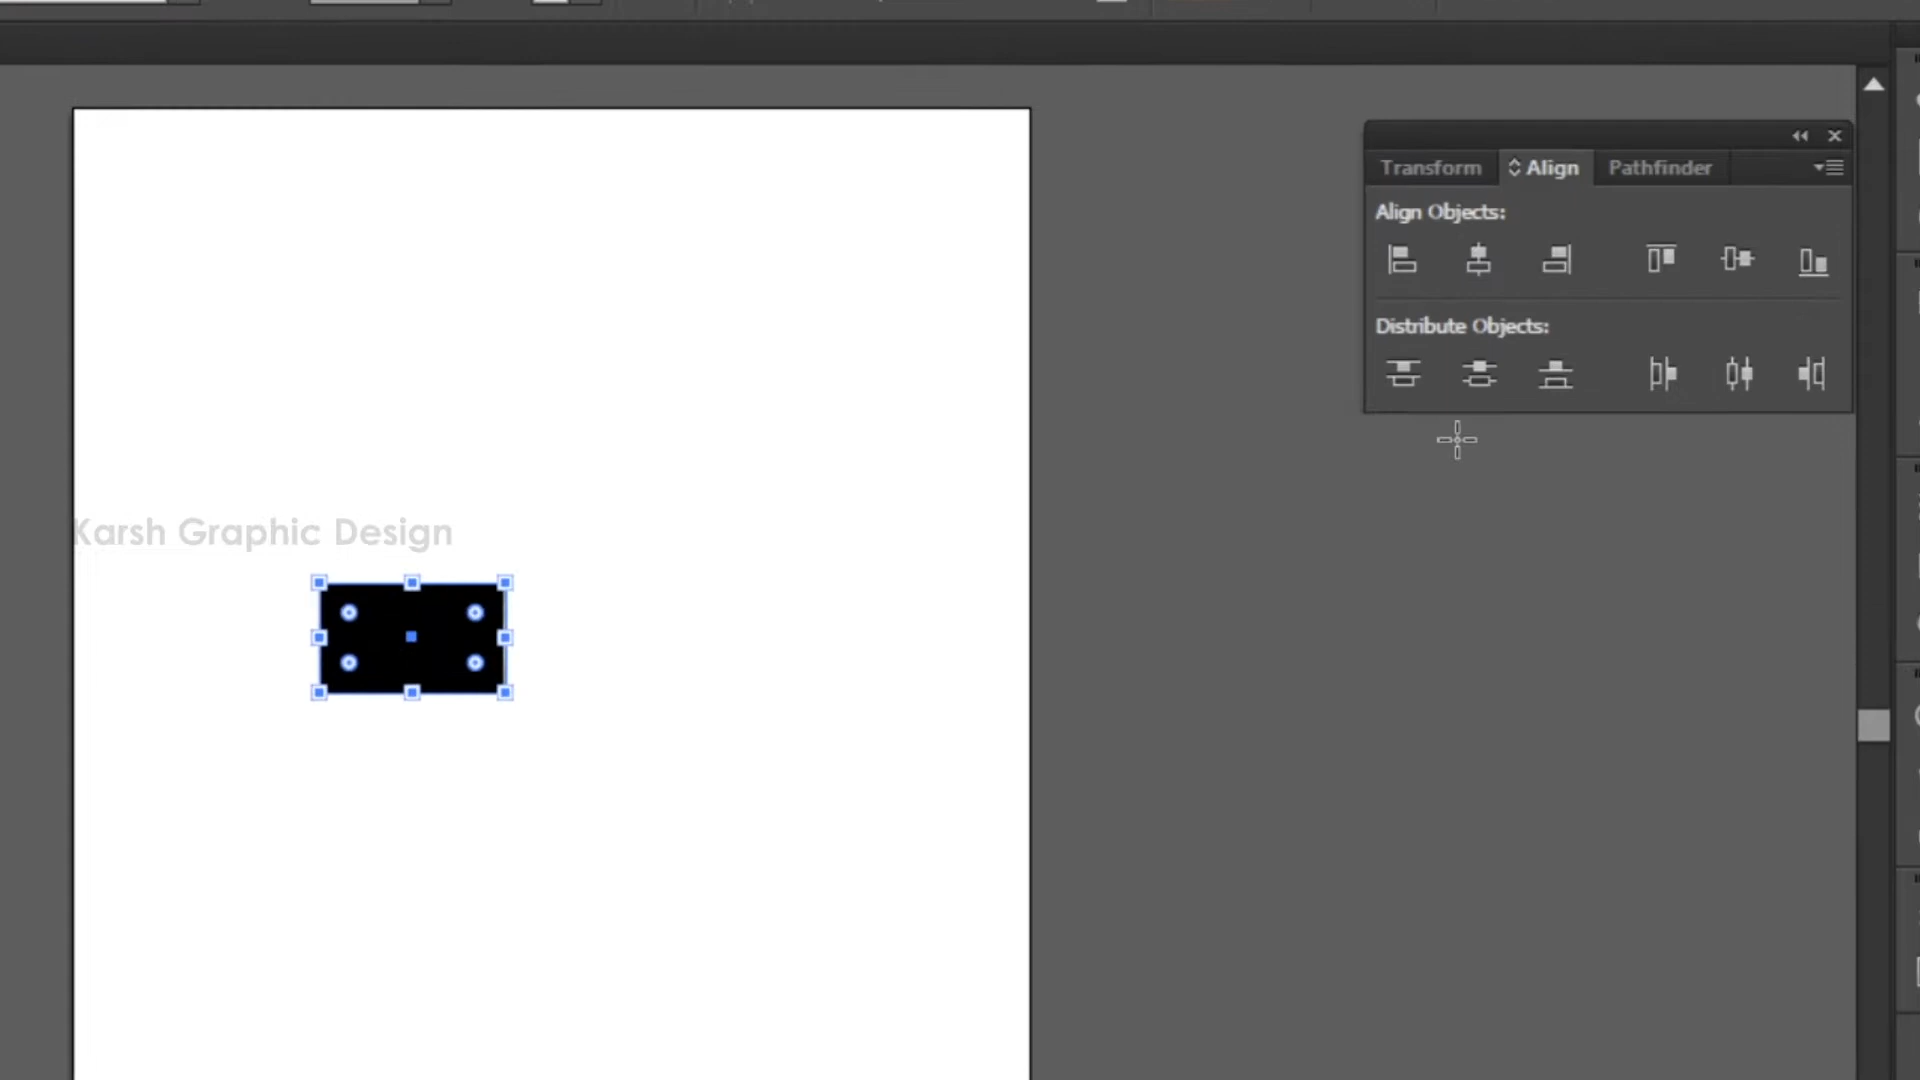 Transform Align Pathfinder
Align Objects:
Distribute Objects:
Karsh Graphic Design